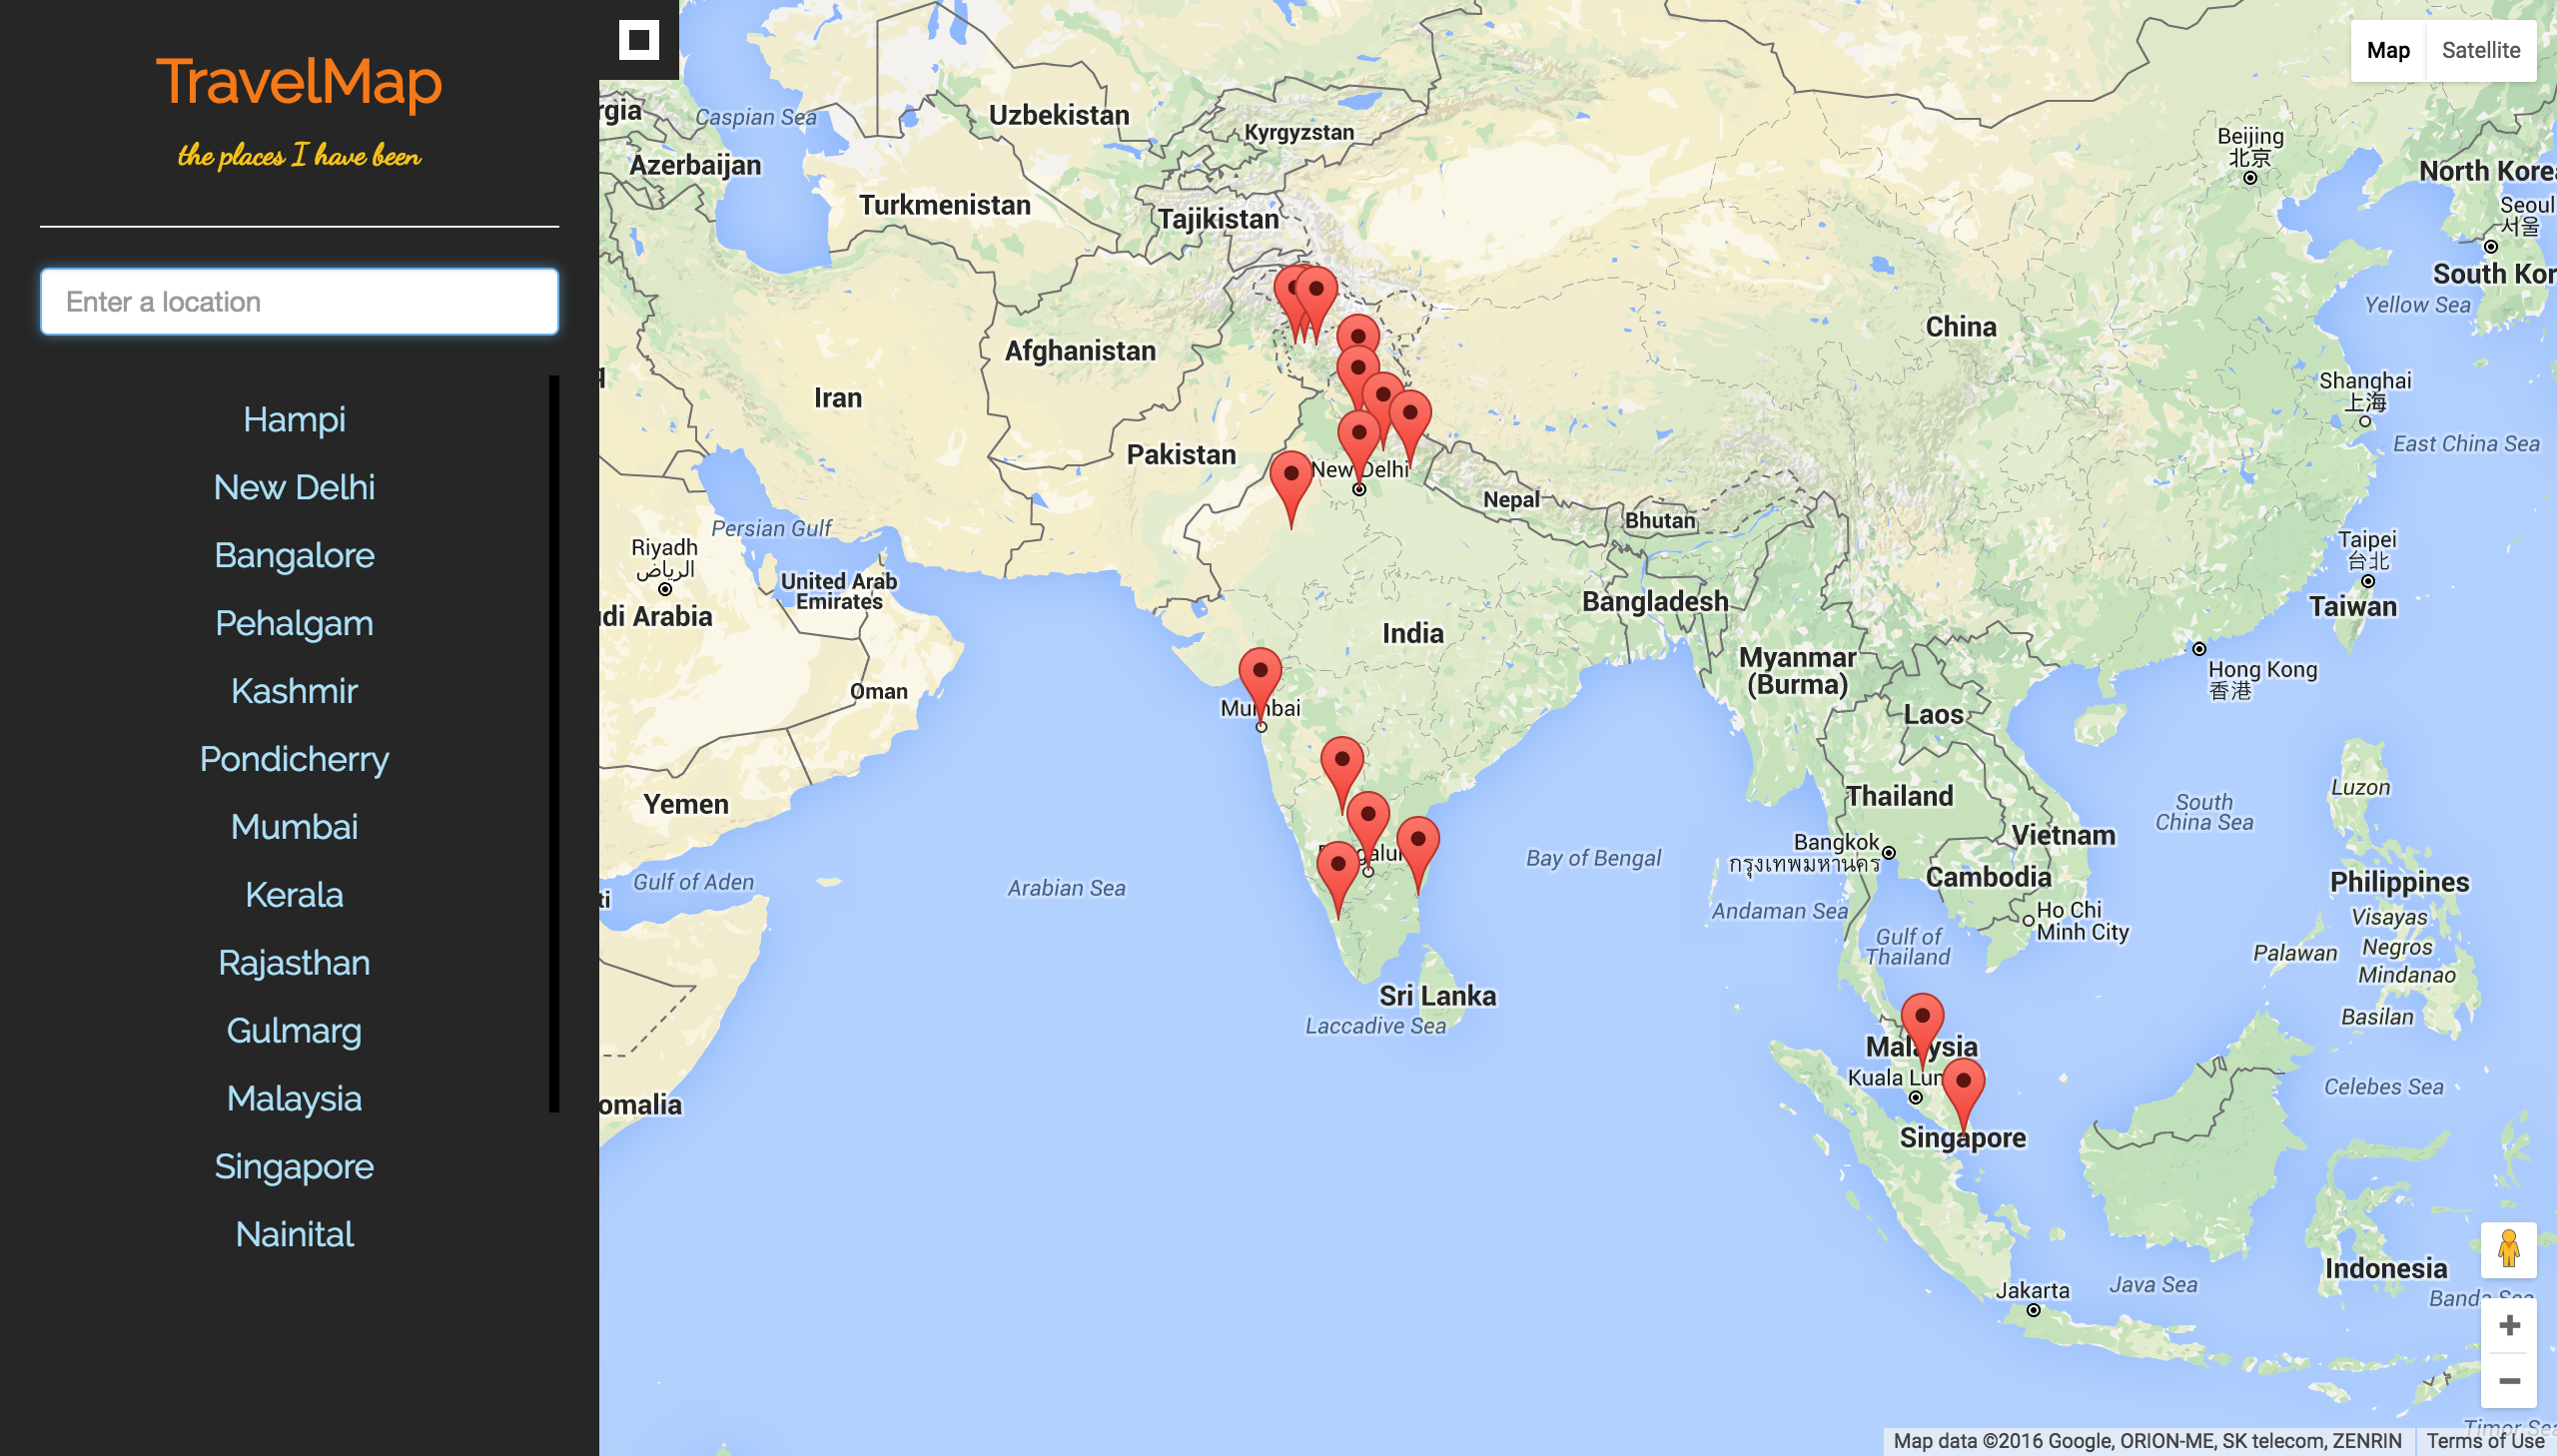 TravelMap
the places I have been
Enter a location
Hampi
New Delhi
Bangalore
Pehalgam
Kashmir
Pondicherry
Mumbai
Kerala
Rajasthan
Gulmarg
Malaysia
Singapore
Nainital
Map
Satellite
rgia
Caspian Sea
Azerbaijan
Uzbekistan
Kyrgyzstan
Turkmenistan
Tajikistan
Beijing
北京
North Korea
Seoul
서울
South Kor
Yellow Sea
China
Afghanistan
Iran
Shanghai
上海
East China Sea
Pakistan
New Delhi
Nepal
Bhutan
Persian Gulf
Riyadh
الرياض
United Arab
Emirates
Taipei
台北
Taiwan
di Arabia
Bangladesh
India
Myanmar
(Burma)
Hong Kong
香港
Oman
Mumbai
Laos
Yemen
Thailand
Luzon
South
China Sea
Vietnam
Bangkok
กรุงเทพมหานคร
Bay of Bengal
Gulf of Aden
Arabian Sea
galur
Cambodia
Philippines
Andaman Sea
Ho Chi
Minh City
Visayas
Gulf of
Thailand
Palawan
Negros
Mindanao
ti
Sri Lanka
Laccadive Sea
Basilan
Malaysia
Kuala Lun
Celebes Sea
omalia
Singapore
Indonesia
Java Sea
Jakarta
Banda Sea
Timor Sea
Map data ©2016 Google, ORION-ME, SK telecom, ZENRIN
Terms of Use